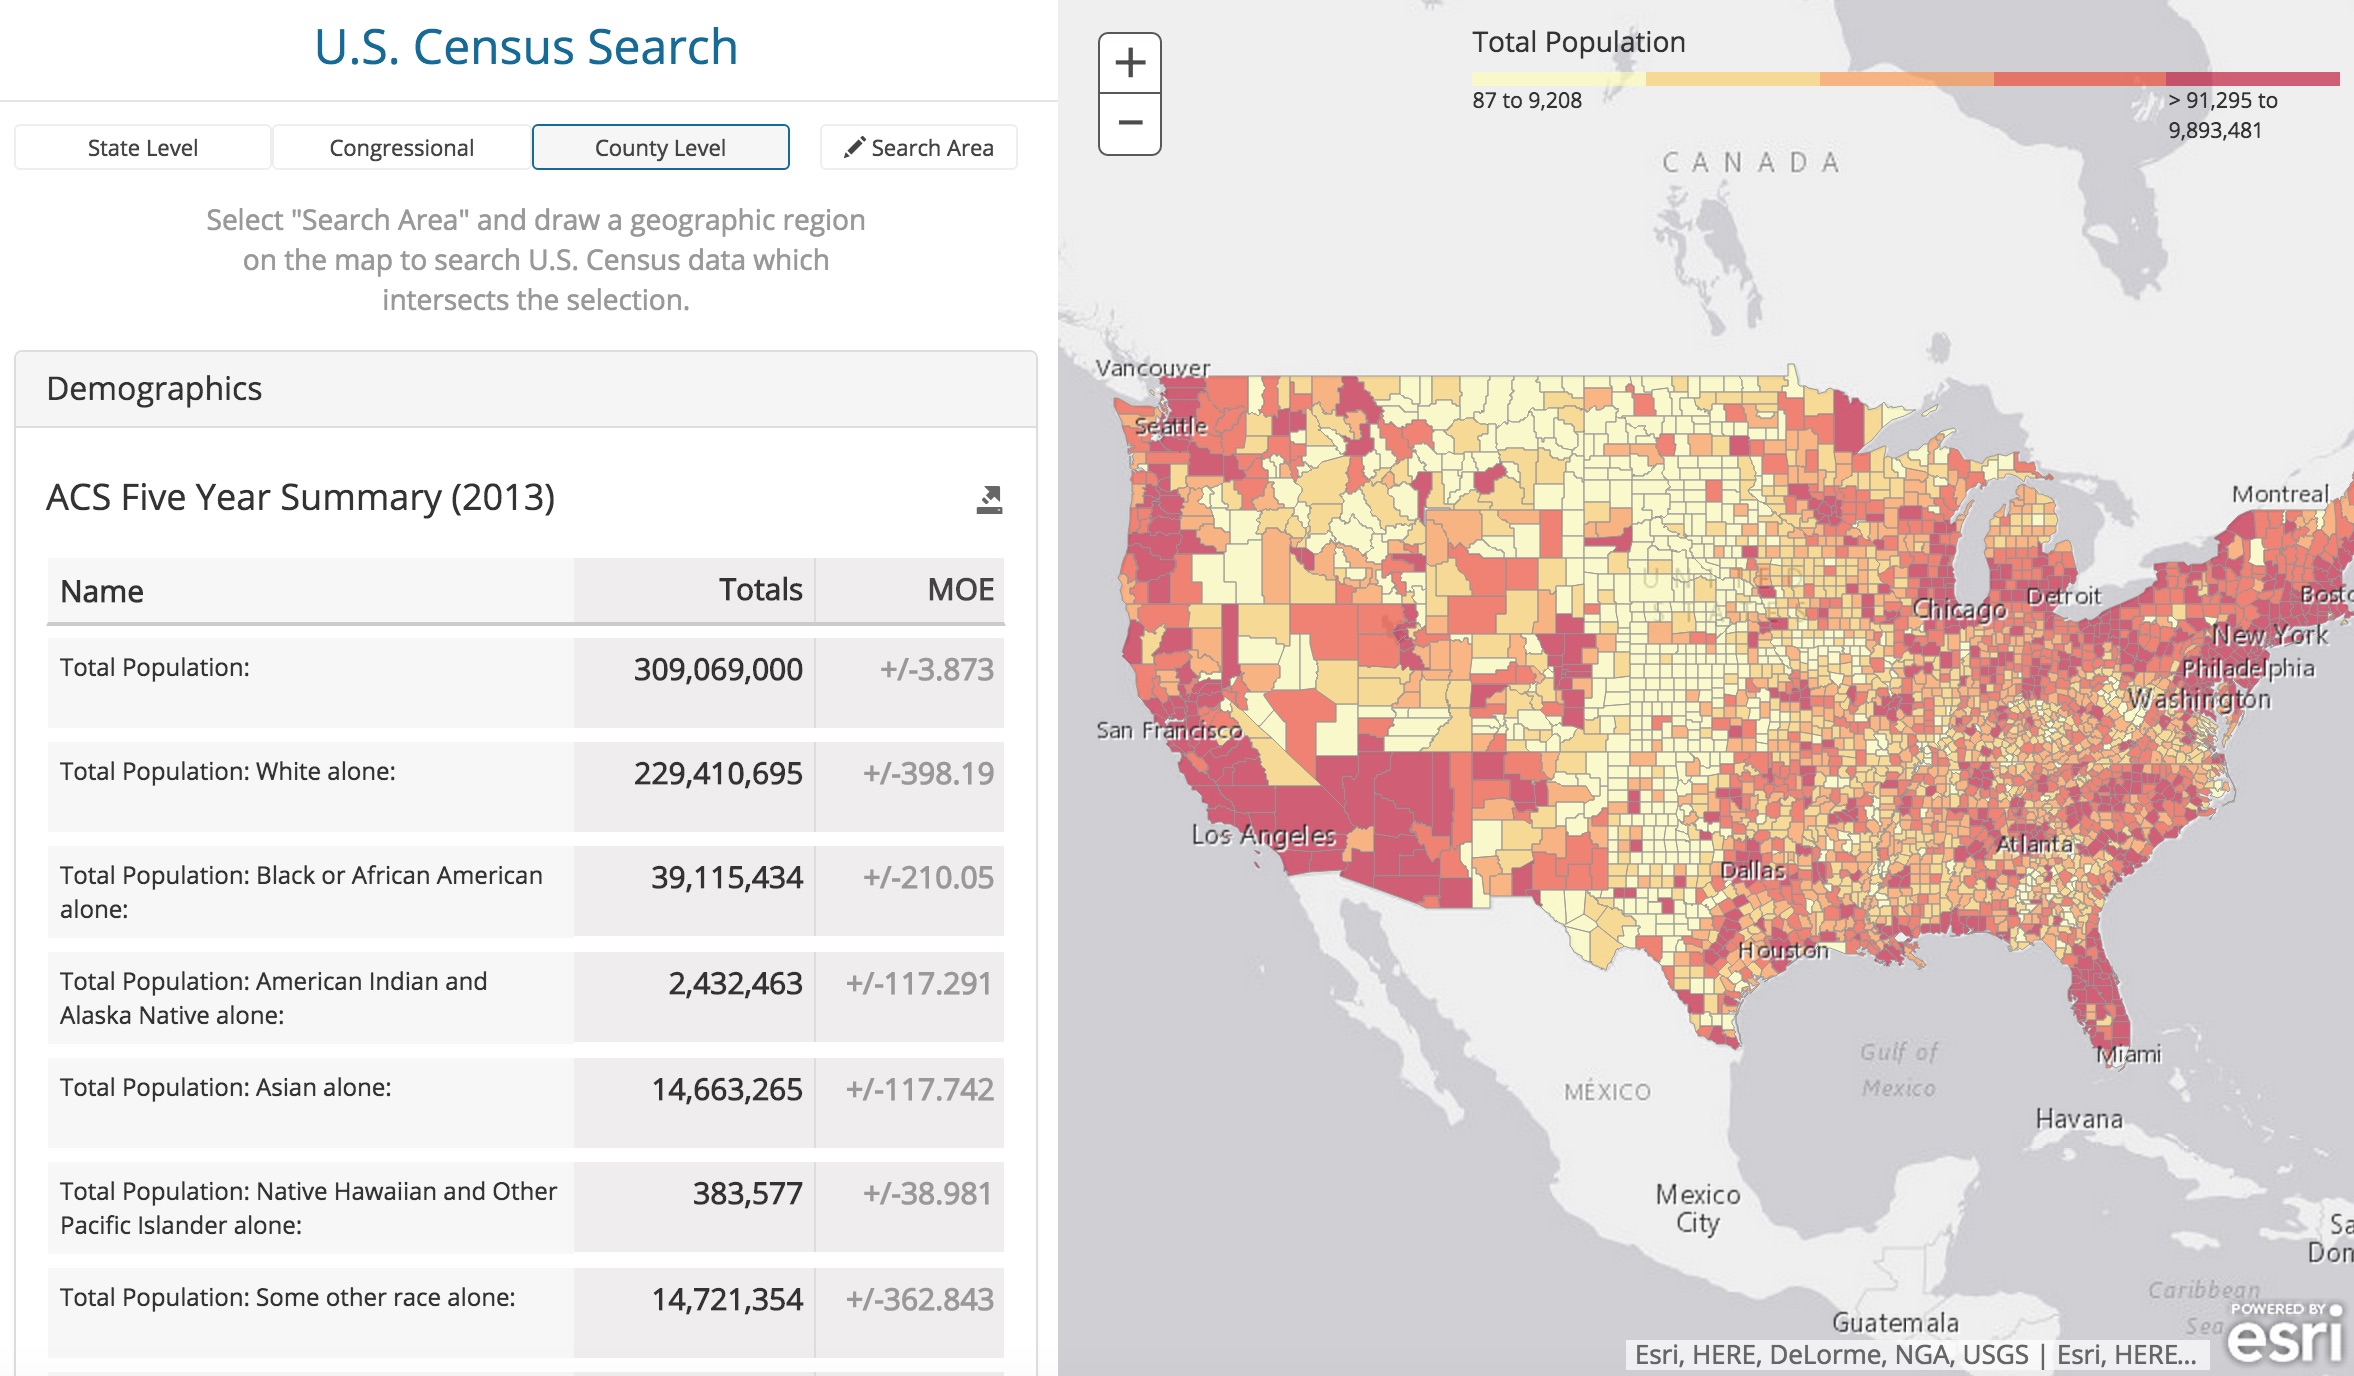 U.S. Census Search
State Level
Congressional
County Level
Search Area
Select "Search Area" and draw a geographic region
on the map to search U.S. Census data which
intersects the selection.
Demographics
ACS Five Year Summary (2013)
Name Totals MOE
Total Population: 309,069,000 +/-3.873
Total Population: White alone: 229,410,695 +/-398.19
Total Population: Black or African American
alone: 39,115,434 +/-210.05
Total Population: American Indian and
Alaska Native alone: 2,432,463 +/-117.291
Total Population: Asian alone: 14,663,265 +/-117.742
Total Population: Native Hawaiian and Other
Pacific Islander alone: 383,577 +/-38.981
Total Population: Some other race alone: 14,721,354 +/-362.843
+
−
Total Population
87 to 9,208
> 91,295 to
9,893,481
CANADA
Vancouver
Seattle
Montreal
UNITED
STATES
Chicago
Detroit
New York
Philadelphia
Washington
San Francisco
Los Angeles
Atlanta
Dallas
Houston
Gulf of
Mexico
Miami
MÉXICO
Havana
Mexico
City
Caribbean
Sea
Guatemala
POWERED BY
esri
Esri, HERE, DeLorme, NGA, USGS | Esri, HERE...